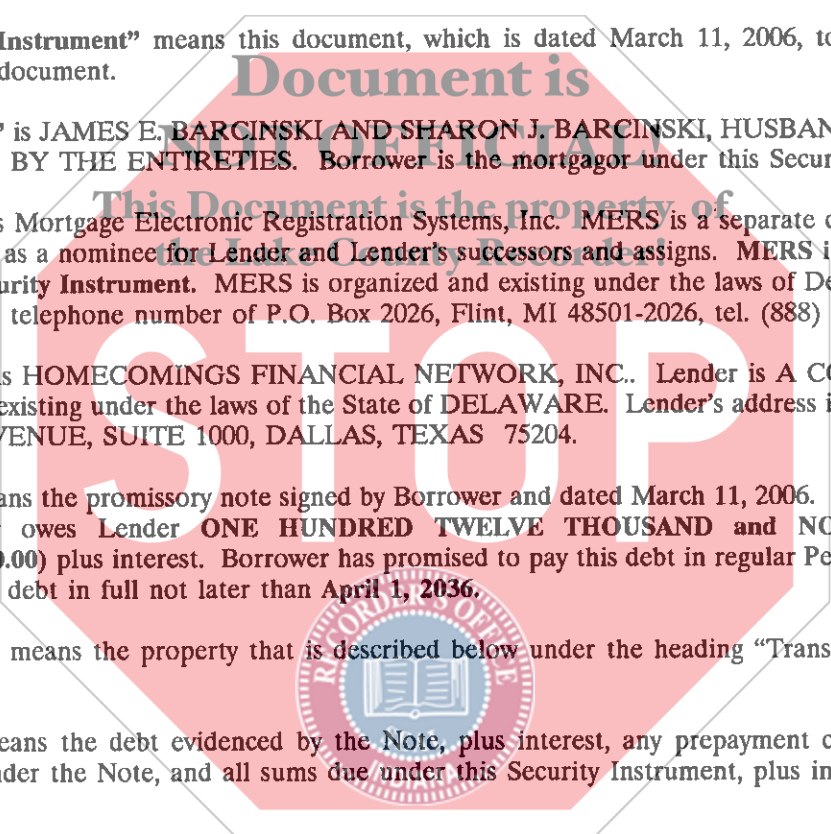 Instrument” means this document, which is dated March 11, 2006, to
document.
Document is
” is JAMES E. BARCINSKI AND SHARON J. BARCINSKI, HUSBAN
NOT OFFICIAL!
BY THE ENTIRETIES. Borrower is the mortgagor under this Secur
This Document is the property of
s Mortgage Electronic Registration Systems, Inc. MERS is a separate c
the Lake County Recorder!
as a nominee for Lender and Lender's successors and assigns. MERS i
urity Instrument. MERS is organized and existing under the laws of De
telephone number of P.O. Box 2026, Flint, MI 48501-2026, tel. (888)
STOP
s HOMECOMINGS FINANCIAL NETWORK, INC.. Lender is A CO
existing under the laws of the State of DELAWARE. Lender's address i
VENUE, SUITE 1000, DALLAS, TEXAS 75204.
ans the promissory note signed by Borrower and dated March 11, 2006.
owes Lender ONE HUNDRED TWELVE THOUSAND and NO
0.00) plus interest. Borrower has promised to pay this debt in regular Pe
debt in full not later than April 1, 2036.
RECORDER'S OFFICE
means the property that is described below under the heading “Trans
eans the debt evidenced by the Note, plus interest, any prepayment c
nder the Note, and all sums due under this Security Instrument, plus in
INDIANA